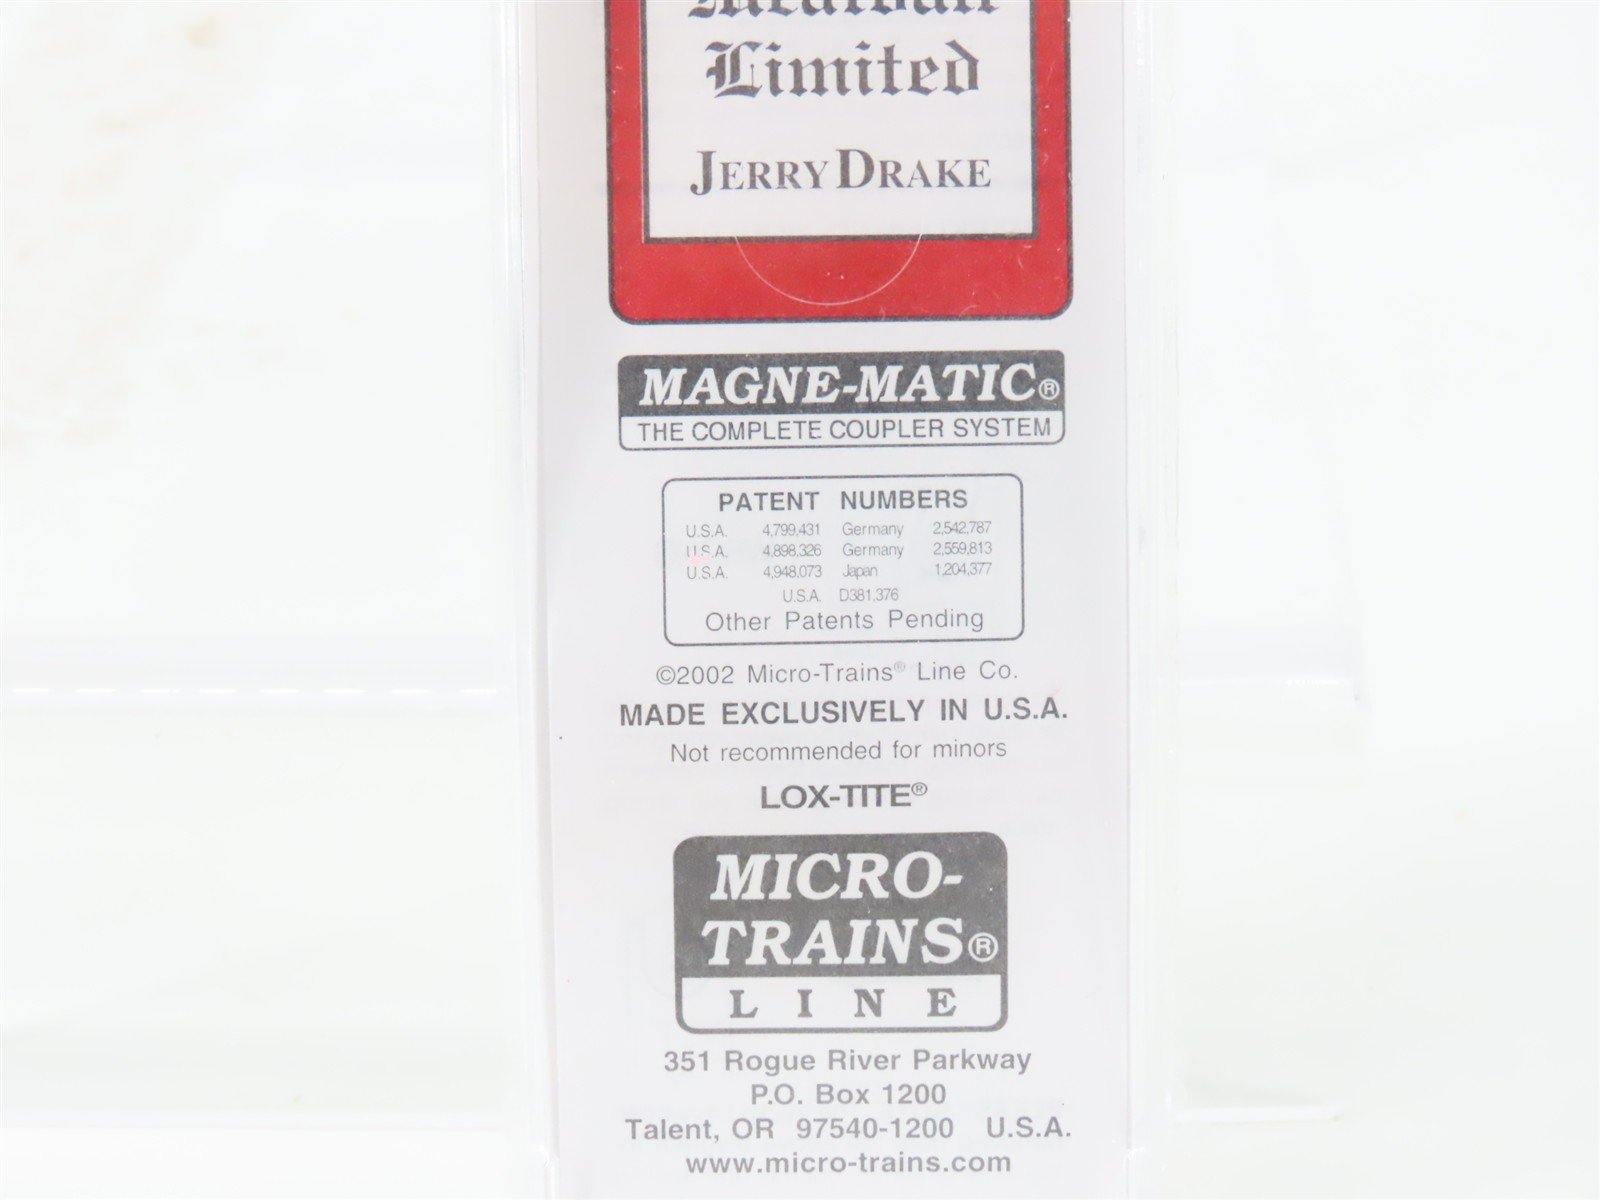 Limited
JERRY DRAKE
MAGNE-MATIC®
THE COMPLETE COUPLER SYSTEM
PATENT NUMBERS
U.S.A. 4,799,431 Germany 2,542,787
U.S.A. 4,898,326 Germany 2,559,813
U.S.A. 4,948,073 Japan 1,204,377
U.S.A. D381,376
Other Patents Pending
©2002 Micro-Trains® Line Co.
MADE EXCLUSIVELY IN U.S.A.
Not recommended for minors
LOX-TITE®
MICRO-
TRAINS®
LINE
351 Rogue River Parkway
P.O. Box 1200
Talent, OR 97540-1200 U.S.A.
www.micro-trains.com